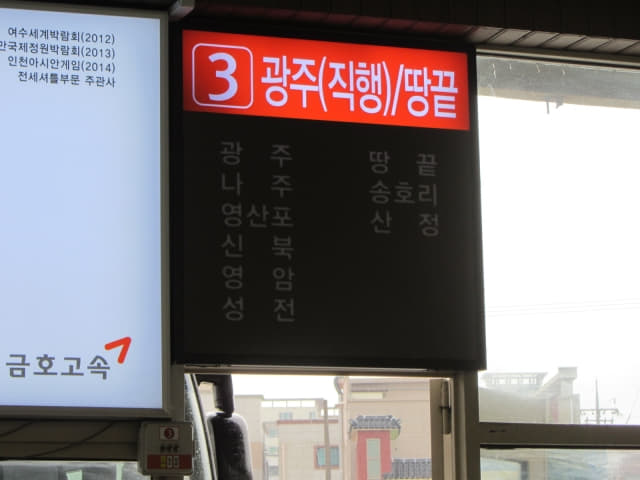 여수세계박람회(2012)
만국제정원박람회(2013)
인천아시안게임(2014)
전세셔틀부문 주관사
금호고속
3 광주(직행)/땅끝
광주
나주
영산포
신북
영암
성전
땅끝
송호리
산정
3